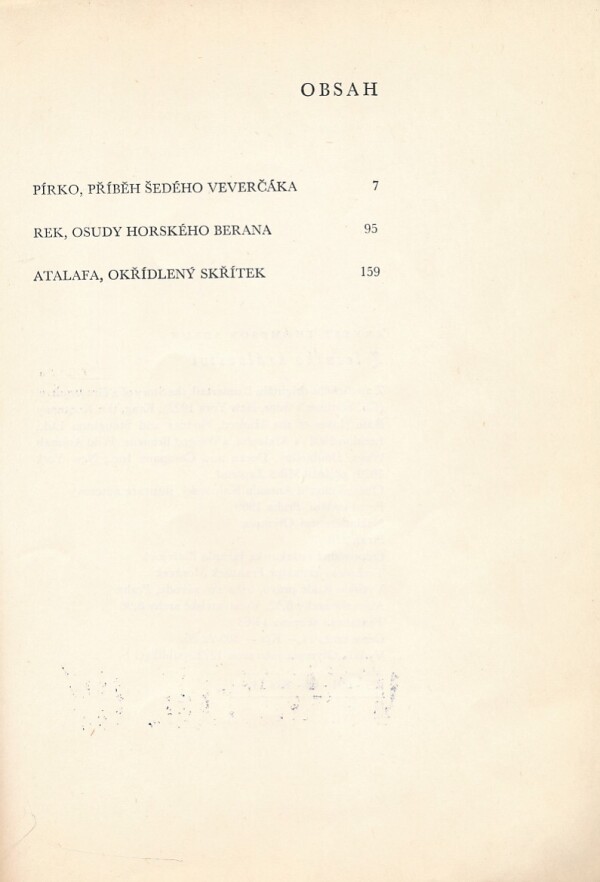 OBSAH
PÍRKO, PŘÍBĚH ŠEDÉHO VEVERČÁKA 7
REK, OSUDY HORSKÉHO BERANA 95
ATALAFA, OKŘÍDLENÝ SKŘÍTEK 159